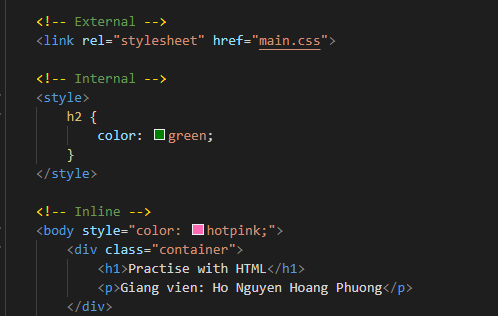 <!-- External -->
<link rel="stylesheet" href="main.css">
<!-- Internal -->
<style>
h2 {
color: green;
}
</style>
<!-- Inline -->
<body style="color: hotpink;">
<div class="container">
<h1>Practise with HTML</h1>
<p>Giang vien: Ho Nguyen Hoang Phuong</p>
</div>